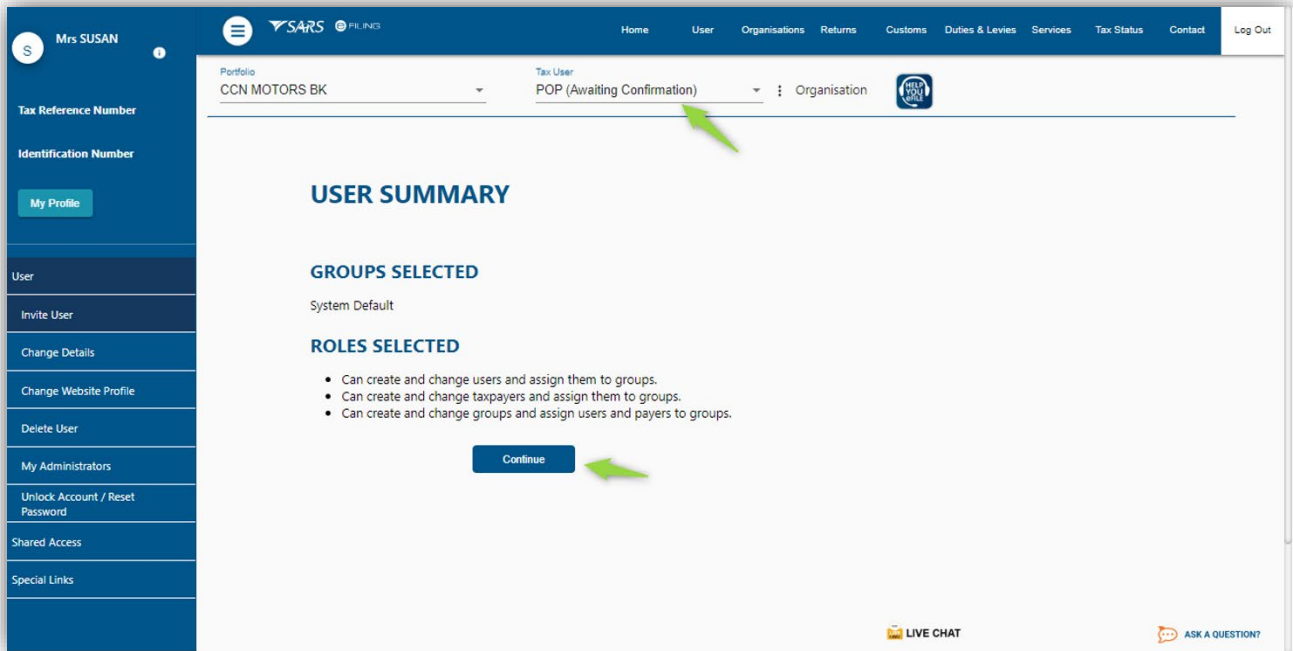 S
Mrs SUSAN
Tax Reference Number
Identification Number
My Profile
User
Invite User
Change Details
Change Website Profile
Delete User
My Administrators
Unlock Account / Reset
Password
Shared Access
Special Links
SARS e FILING
Home User Organisations Returns Customs Duties & Levies Services Tax Status Contact Log Out
Portfolio Tax User
CCN MOTORS BK POP (Awaiting Confirmation) Organisation
HELP
YOU
eFILE
USER SUMMARY
GROUPS SELECTED
System Default
ROLES SELECTED
• Can create and change users and assign them to groups.
• Can create and change taxpayers and assign them to groups.
• Can create and change groups and assign users and payers to groups.
Continue
LIVE CHAT
ASK A QUESTION?